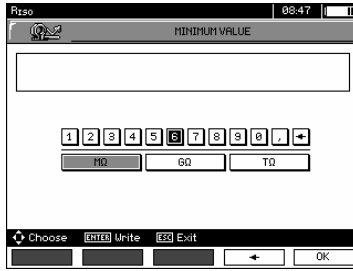 Riso 08:47
MINIMUM VALUE
1 2 3 4 5 6 7 8 9 0 , ←
MΩ GΩ TΩ
Choose ENTER Write ESC Exit
← OK